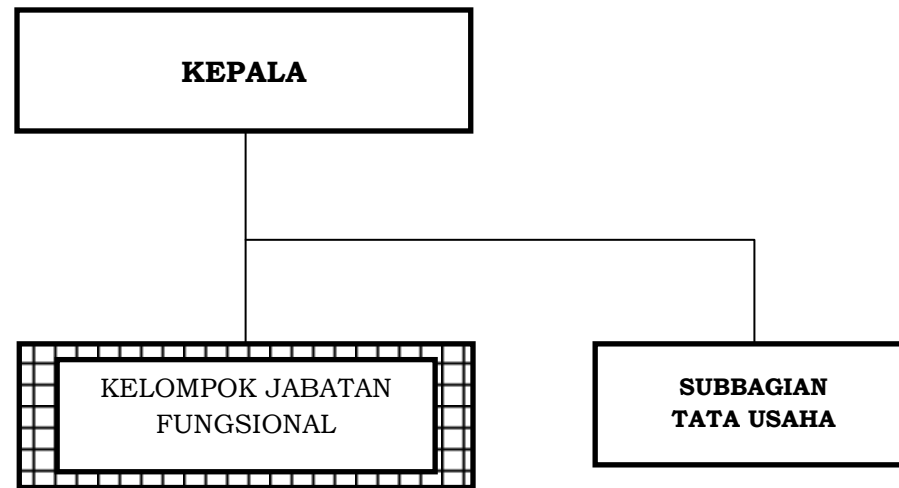 KEPALA
KELOMPOK JABATAN
FUNGSIONAL
SUBBAGIAN
TATA USAHA